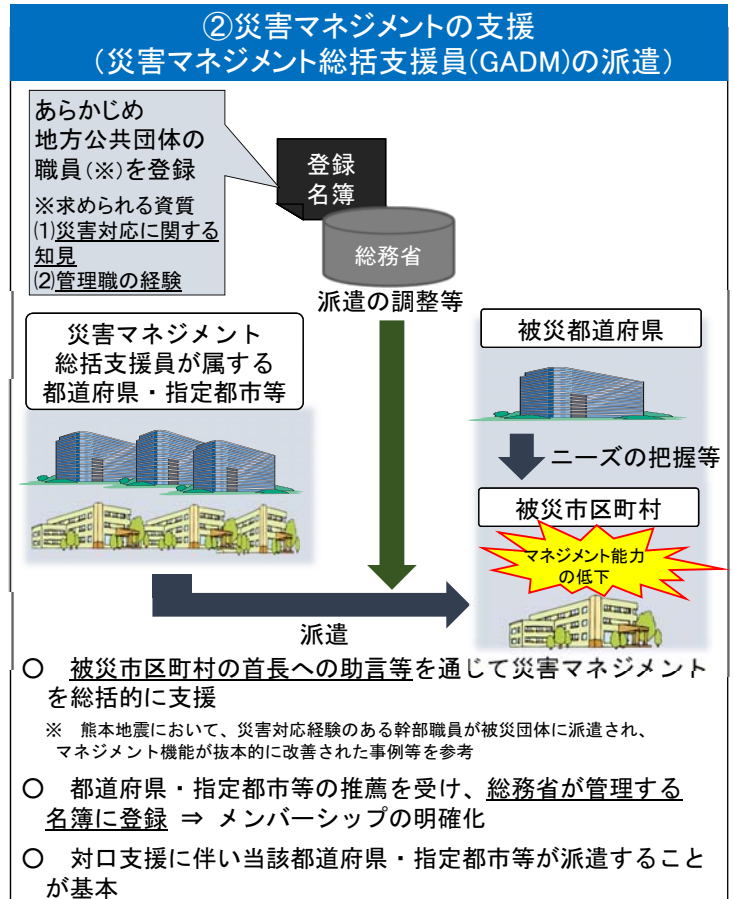 ②災害マネジメントの支援
(災害マネジメント総括支援員(GADM)の派遣)
あらかじめ
地方公共団体の
職員(※)を登録
※求められる資質
⑴災害対応に関する
知見
⑵管理職の経験
登録
名簿
総務省
派遣の調整等
災害マネジメント
総括支援員が属する
都道府県・指定都市等
被災都道府県
ニーズの把握等
被災市区町村
マネジメント能力
の低下
派遣
○ 被災市区町村の首長への助言等を通じて災害マネジメント
を総括的に支援
※ 熊本地震において、災害対応経験のある幹部職員が被災団体に派遣され、
マネジメント機能が抜本的に改善された事例等を参考
○ 都道府県・指定都市等の推薦を受け、総務省が管理する
名簿に登録 ⇒ メンバーシップの明確化
○ 対口支援に伴い当該都道府県・指定都市等が派遣すること
が基本